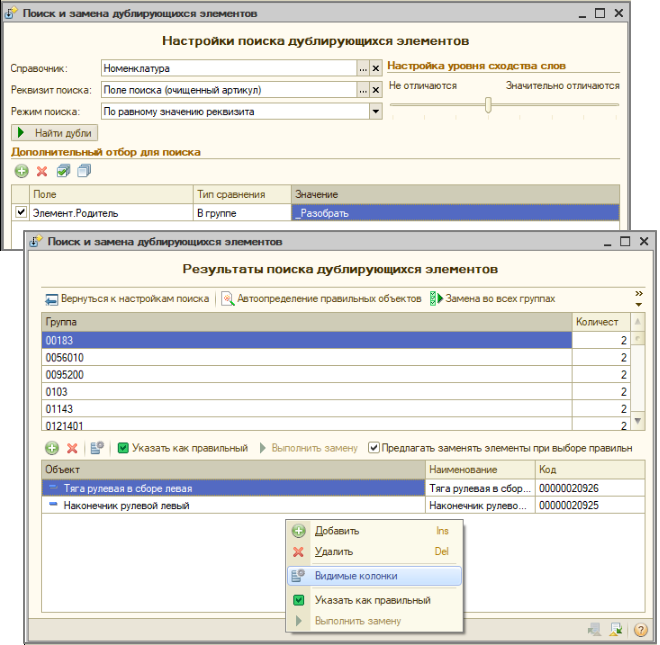 Поиск и замена дублирующихся элементов
Настройки поиска дублирующихся элементов
Справочник: Номенклатура ... Настройка уровня сходства слов
Реквизит поиска: Поле поиска (очищенный артикул) ... Не отличаются Значительно отличаются
Режим поиска: По равному значению реквизита
Найти дубли
Дополнительный отбор для поиска
Поле Тип сравнения Значение
Элемент.Родитель В группе _Разобрать
Поиск и замена дублирующихся элементов
Результаты поиска дублирующихся элементов
Вернуться к настройкам поиска Автоопределение правильных объектов Замена во всех группах
Группа Количест
00183 2
0056010 2
0095200 2
0103 2
01143 2
0121401 2
Указать как правильный Выполнить замену Предлагать заменять элементы при выборе правильн
Объект Наименование Код
Тяга рулевая в сборе левая Тяга рулевая в сбор... 00000020926
Наконечник рулевой левый Наконечник рулево... 00000020925
Добавить Ins
Удалить Del
Видимые колонки
Указать как правильный
Выполнить замену